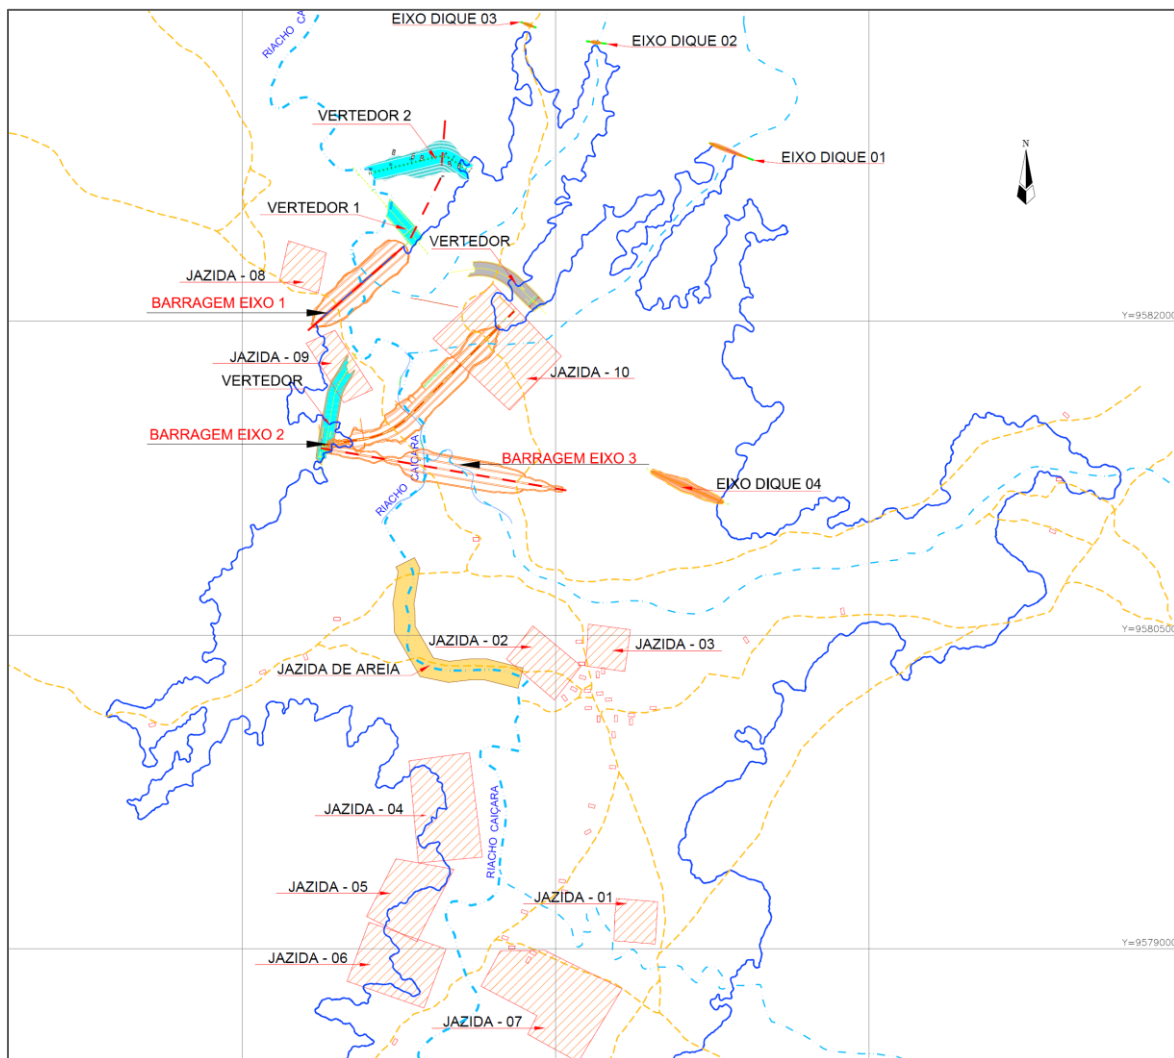 EIXO DIQUE 03
RIACHO CA
EIXO DIQUE 02
VERTEDOR 2
N
EIXO DIQUE 01
VERTEDOR 1
VERTEDOR
JAZIDA - 08
BARRAGEM EIXO 1
Y=9582000
JAZIDA - 09
JAZIDA - 10
VERTEDOR
BARRAGEM EIXO 2
BARRAGEM EIXO 3
RIACHO CAIÇARA
EIXO DIQUE 04
Y=9580500
JAZIDA - 02
JAZIDA - 03
JAZIDA DE AREIA
JAZIDA - 04
RIACHO CAIÇARA
JAZIDA - 05
JAZIDA - 01
Y=9579000
JAZIDA - 06
JAZIDA - 07